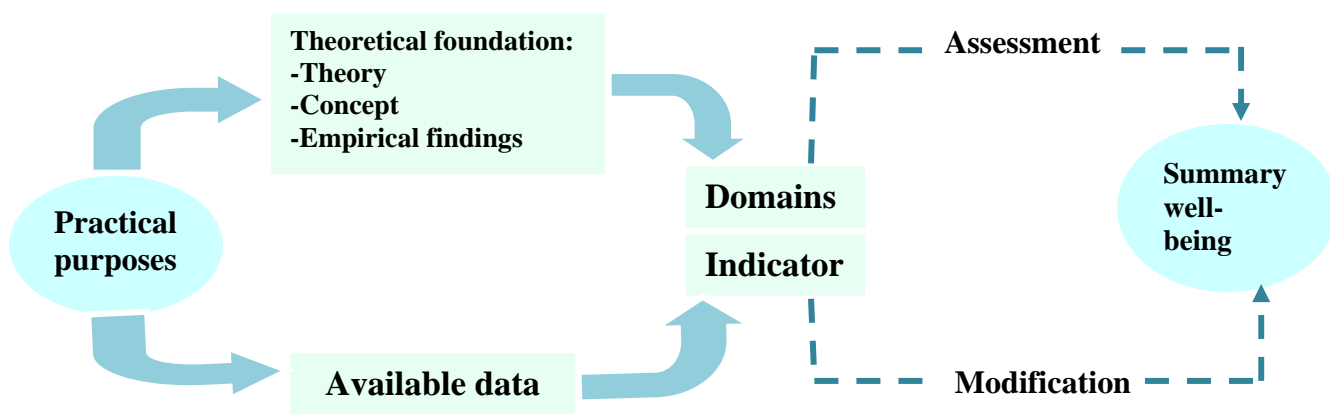 Theoretical foundation:
-Theory
-Concept
-Empirical findings
Assessment
Practical
purposes
Domains
Indicator
Summary
well-
being
Available data
Modification